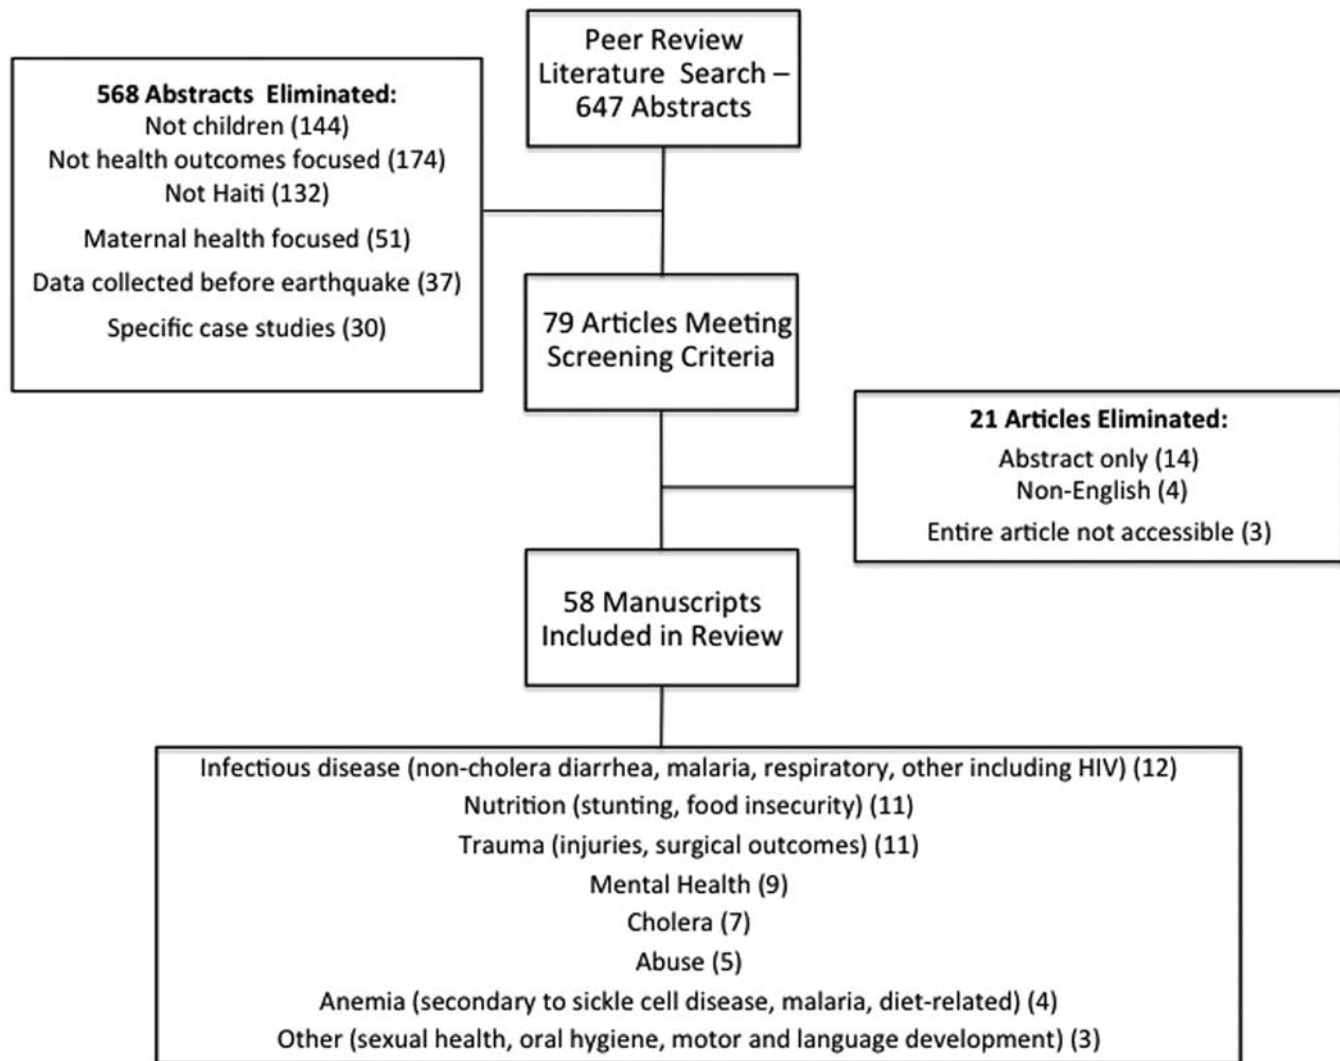 Peer Review
Literature Search –
647 Abstracts
568 Abstracts Eliminated:
Not children (144)
Not health outcomes focused (174)
Not Haiti (132)
Maternal health focused (51)
Data collected before earthquake (37)
Specific case studies (30)
79 Articles Meeting
Screening Criteria
21 Articles Eliminated:
Abstract only (14)
Non-English (4)
Entire article not accessible (3)
58 Manuscripts
Included in Review
Infectious disease (non-cholera diarrhea, malaria, respiratory, other including HIV) (12)
Nutrition (stunting, food insecurity) (11)
Trauma (injuries, surgical outcomes) (11)
Mental Health (9)
Cholera (7)
Abuse (5)
Anemia (secondary to sickle cell disease, malaria, diet-related) (4)
Other (sexual health, oral hygiene, motor and language development) (3)